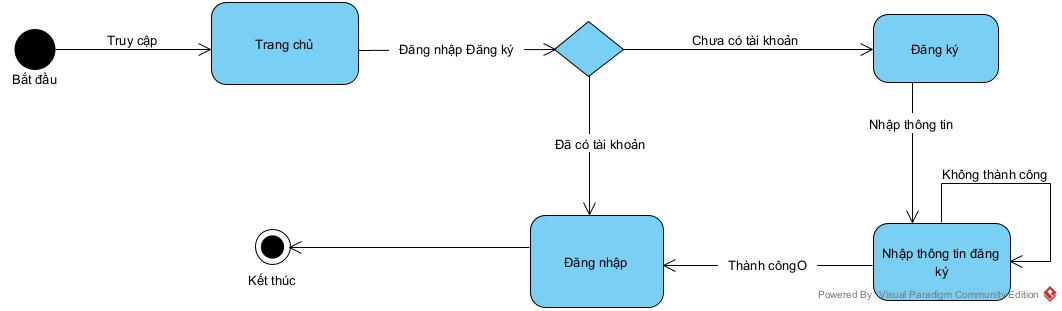 Truy cập
Trang chủ
Đăng nhập Đăng ký
Chưa có tài khoản
Đăng ký
Bắt đầu
Nhập thông tin
Đã có tài khoản
Không thành công
Kết thúc
Đăng nhập
Thành côngO
Nhập thông tin đăng
ký
Powered By: Visual Paradigm Community Edition